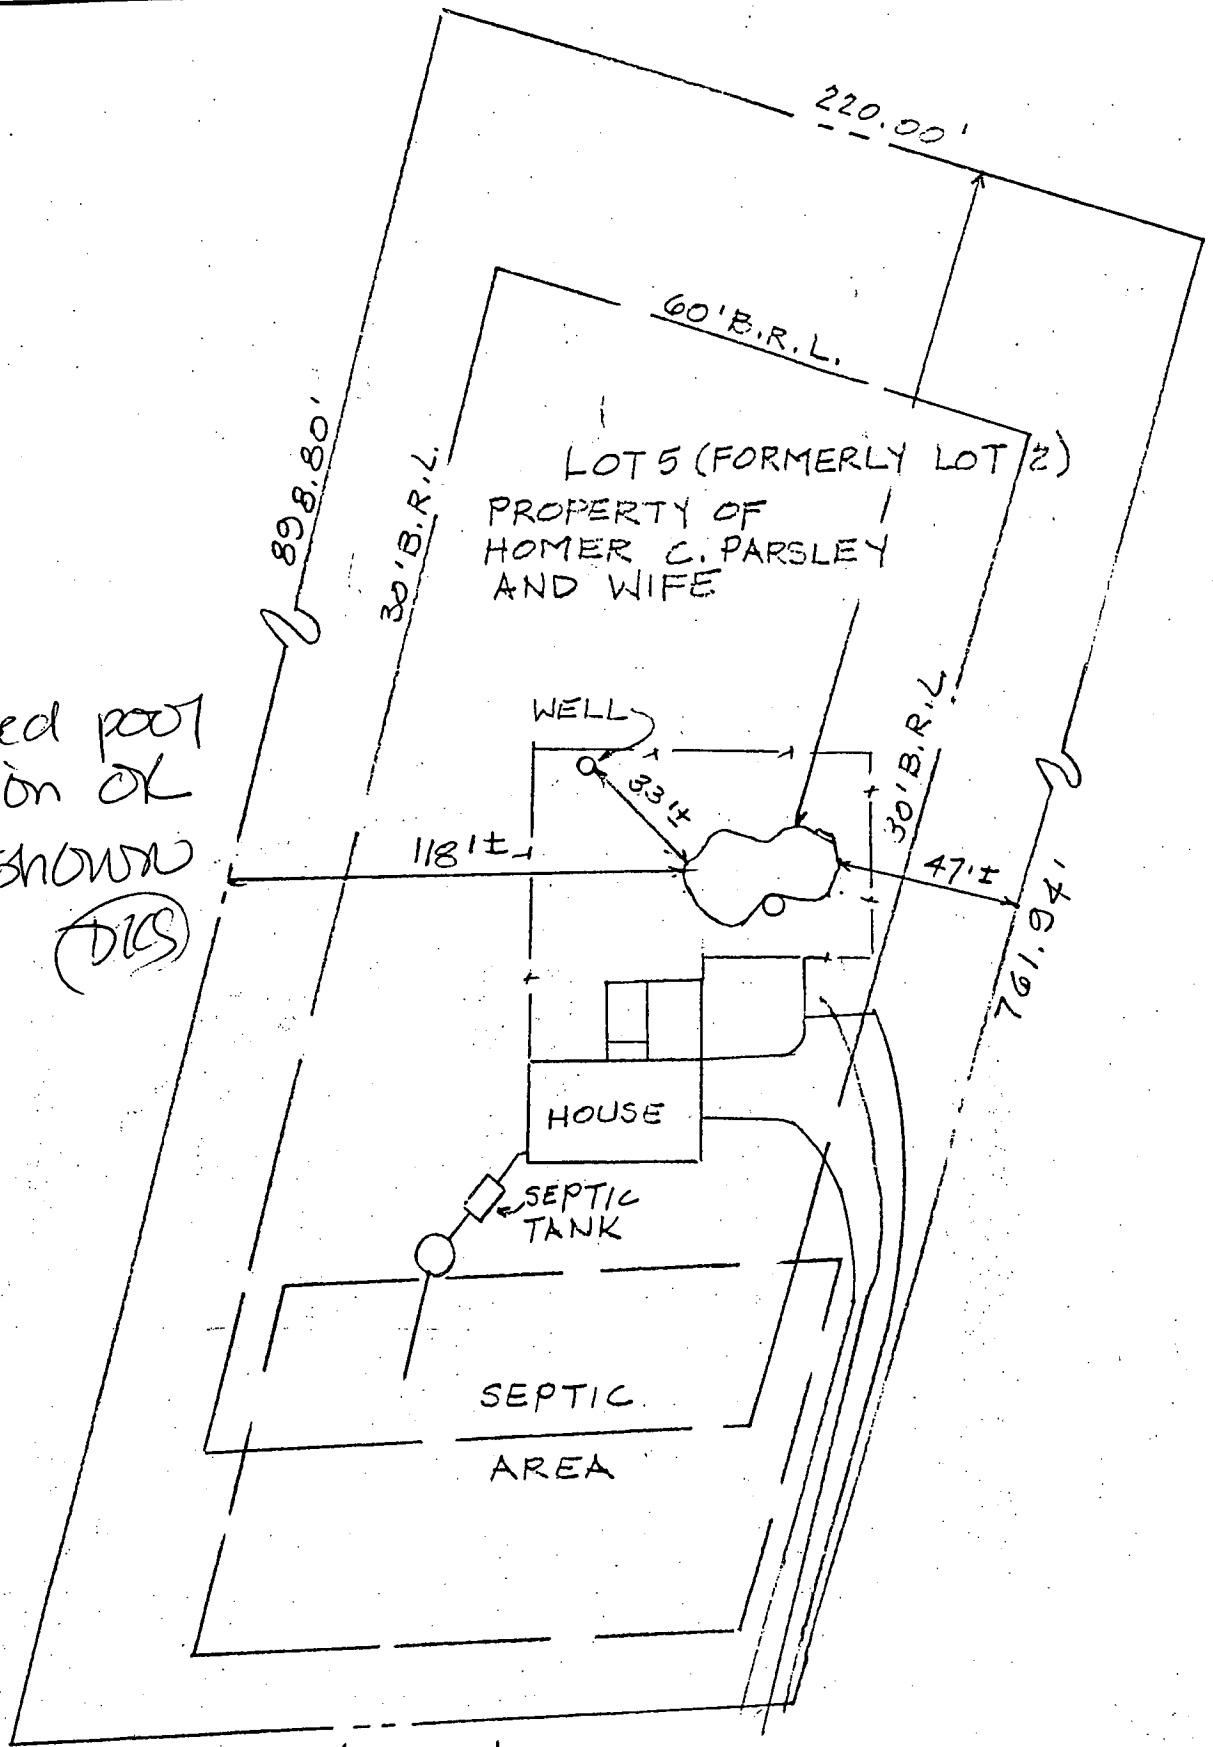 220.00'
60' B.R.L.
898.80'
30' B.R.L.
LOT 5 (FORMERLY LOT 2)
PROPERTY OF
HOMER C. PARSLEY
AND WIFE
WELL
33'±
30' B.R.L.
ed pool
on OK
shown
DKS
118'±
47'±
761.94'
HOUSE
SEPTIC
TANK
SEPTIC
AREA